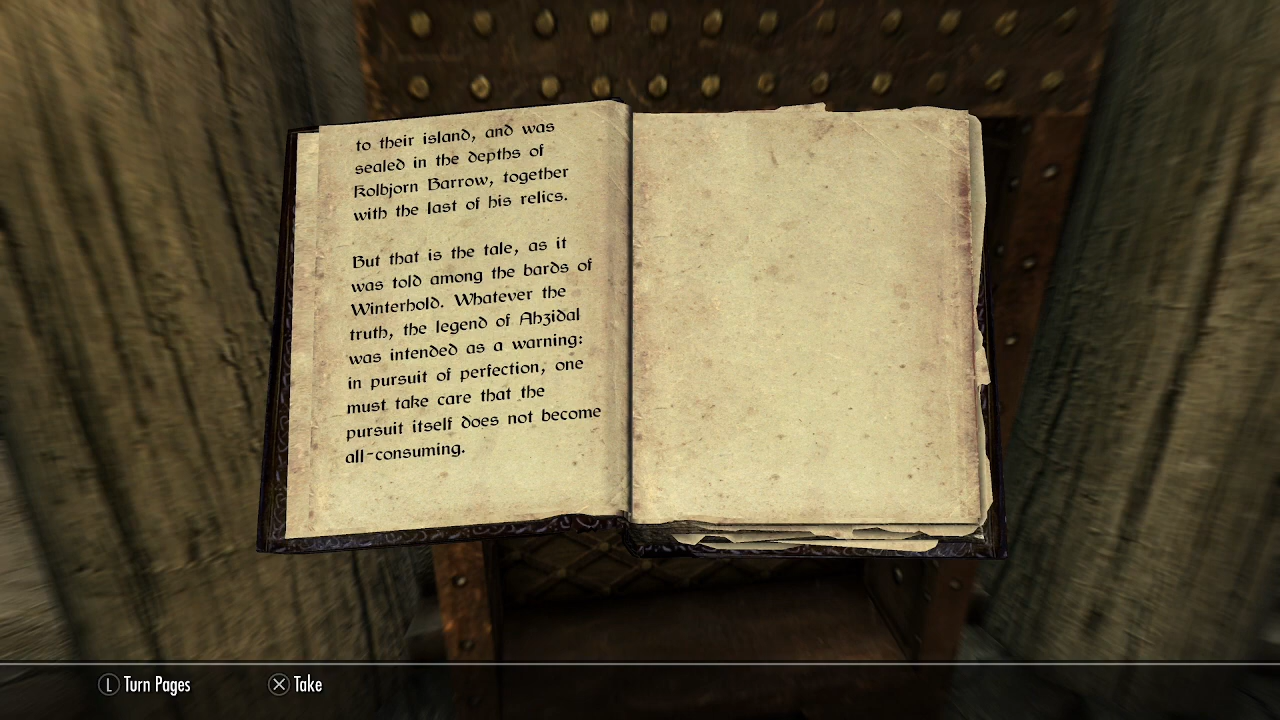 to their island, and was
sealed in the depths of
Kolbjorn Barrow, together
with the last of his relics.
But that is the tale, as it
was told among the bards of
Winterhold. Whatever the
truth, the legend of Ahzidal
was intended as a warning:
in pursuit of perfection, one
must take care that the
pursuit itself does not become
all-consuming.
L Turn Pages
X Take